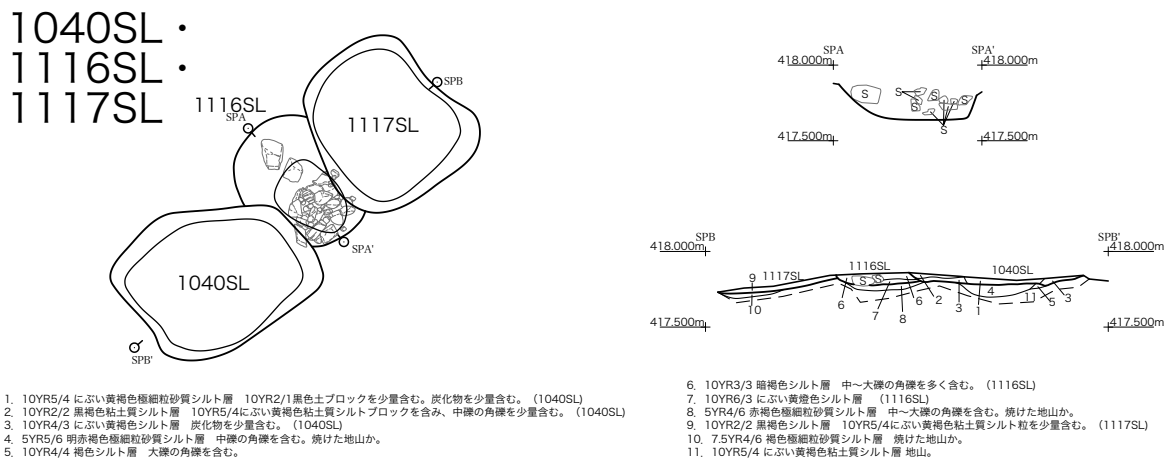 1040SL・
1116SL・
1117SL
1116SL
SPA
SPB
1117SL
SPA'
1040SL
SPB'
SPA
SPA'
418.000m
418.000m
S
S
S
S
S
S
417.500m
417.500m
SPB
SPB'
418.000m
418.000m
9
1117SL
1116SL
1040SL
S
S
10
6
7
8
6
2
3
1
4
11
5
3
417.500m
417.500m
1．10YR5/4 にぶい黄褐色極細粒砂質シルト層　10YR2/1黒色土ブロックを少量含む。炭化物を少量含む。（1040SL）
2．10YR2/2 黒褐色粘土質シルト層　10YR5/4にぶい黄褐色粘土質シルトブロックを含み、中礫の角礫を少量含む。（1040SL）
3．10YR4/3 にぶい黄褐色シルト層　炭化物を少量含む。（1040SL）
4．5YR5/6 明赤褐色極細粒砂質シルト層　中礫の角礫を含む。焼けた地山か。
5．10YR4/4 褐色シルト層　大礫の角礫を含む。
6．10YR3/3 暗褐色シルト層　中〜大礫の角礫を多く含む。（1116SL）
7．10YR6/3 にぶい黄燈色シルト層　（1116SL）
8．5YR4/6 赤褐色極細粒砂質シルト層　中〜大礫の角礫を少量含む。焼けた地山か。
9．10YR2/2 黒褐色シルト層　10YR5/4にぶい黄褐色粘土質シルト粒を少量含む。（1117SL）
10．7.5YR4/6 褐色極細粒砂質シルト層　焼けた地山か。
11．10YR5/4 にぶい黄褐色粘土質シルト層 地山。